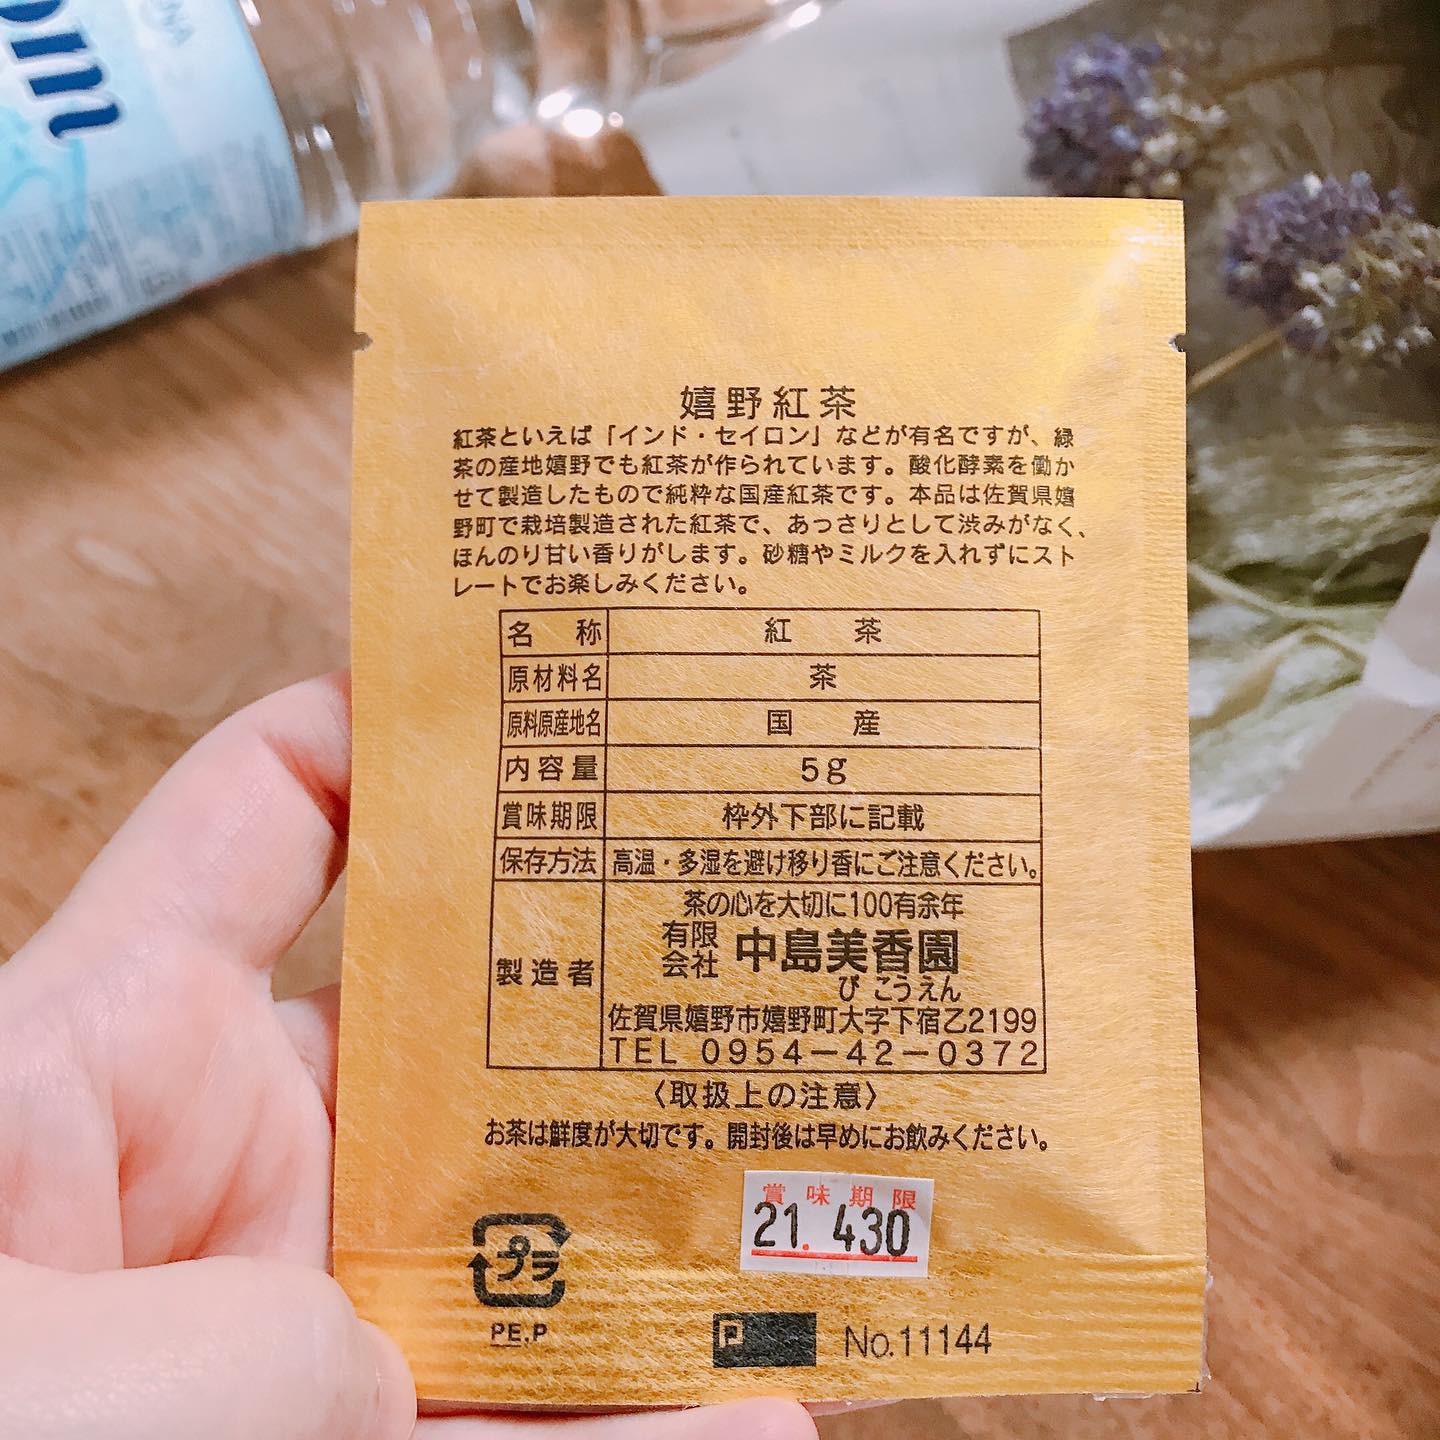 om
嬉野紅茶
紅茶といえば「インド・セイロン」などが有名ですが、緑
茶の産地嬉野でも紅茶が作られています。酸化酵素を働か
せて製造したもので純粋な国産紅茶です。本品は佐賀県嬉
野町で栽培製造された紅茶で、あっさりとして渋みがなく、
ほんのり甘い香りがします。砂糖やミルクを入れずにスト
レートでお楽しみください。
名 称 紅 茶
原材料名 茶
原料原産地名 国 産
内容量 5g
賞味期限 枠外下部に記載
保存方法 高温・多湿を避け移り香にご注意ください。
製造者 茶の心を大切に100有余年
有限会社 中島美香園
び こうえん
佐賀県嬉野市嬉野町大字下宿乙2199
TEL 0954-42-0372
〈取扱上の注意〉
お茶は鮮度が大切です。開封後は早めにお飲みください。
賞味期限
21. 430
プラ
PE,P
P
No.11144